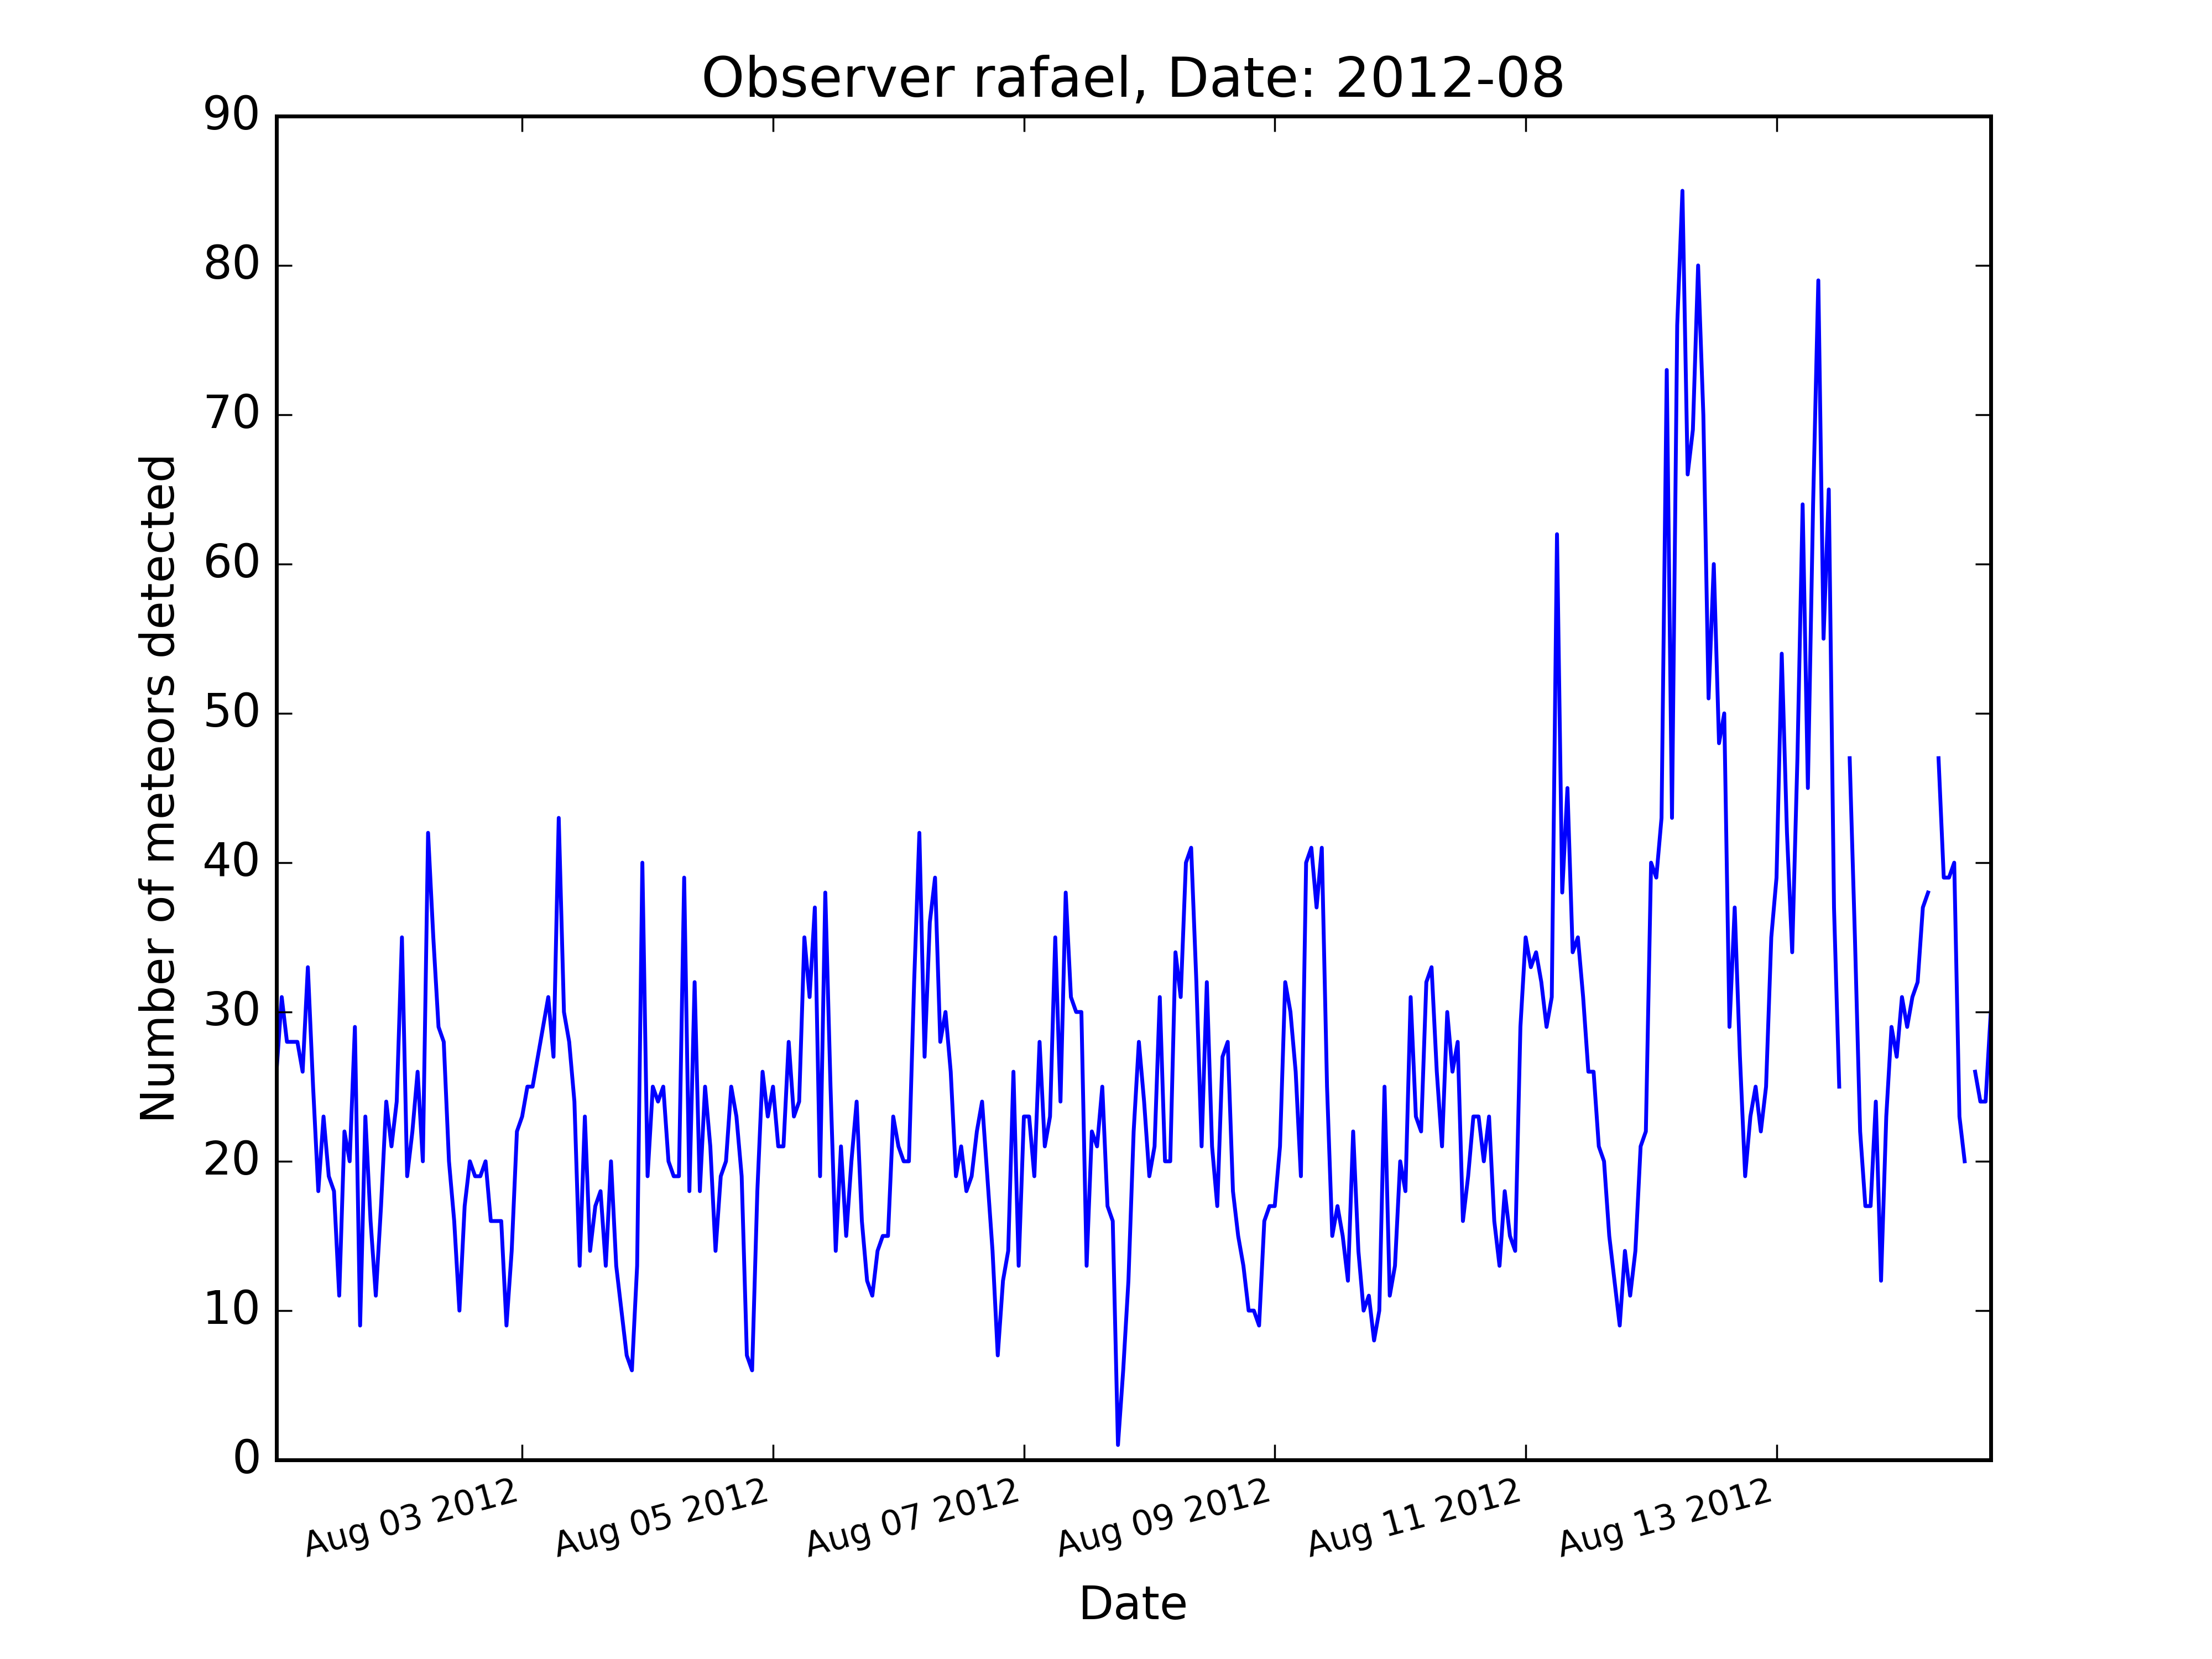 Observer rafael, Date: 2012-08
90
80
70
60
50
40
30
20
10
0
Number of meteors detected
Aug 03 2012
Aug 05 2012
Aug 07 2012
Aug 09 2012
Aug 11 2012
Aug 13 2012
Date